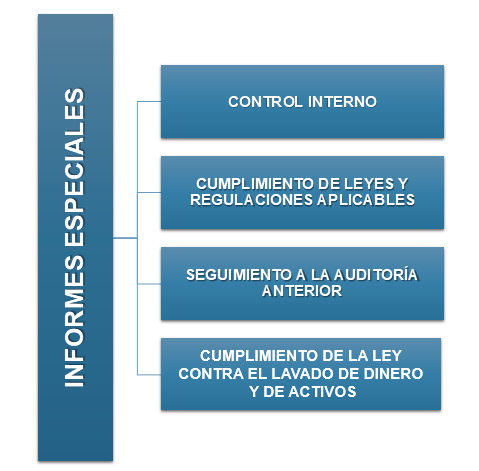 INFORMES ESPECIALES
CONTROL INTERNO
CUMPLIMIENTO DE LEYES Y
REGULACIONES APLICABLES
SEGUIMIENTO A LA AUDITORÍA
ANTERIOR
CUMPLIMIENTO DE LA LEY
CONTRA EL LAVADO DE DINERO
Y DE ACTIVOS